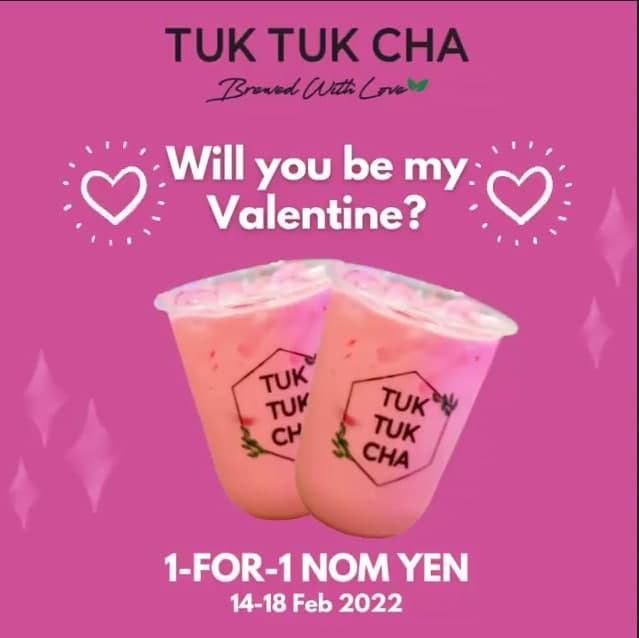 TUK TUK CHA
Brewed With Love
Will you be my
Valentine?
TUK
TUK
CH
TUK
TUK
CHA
1-FOR-1 NOM YEN
14-18 Feb 2022